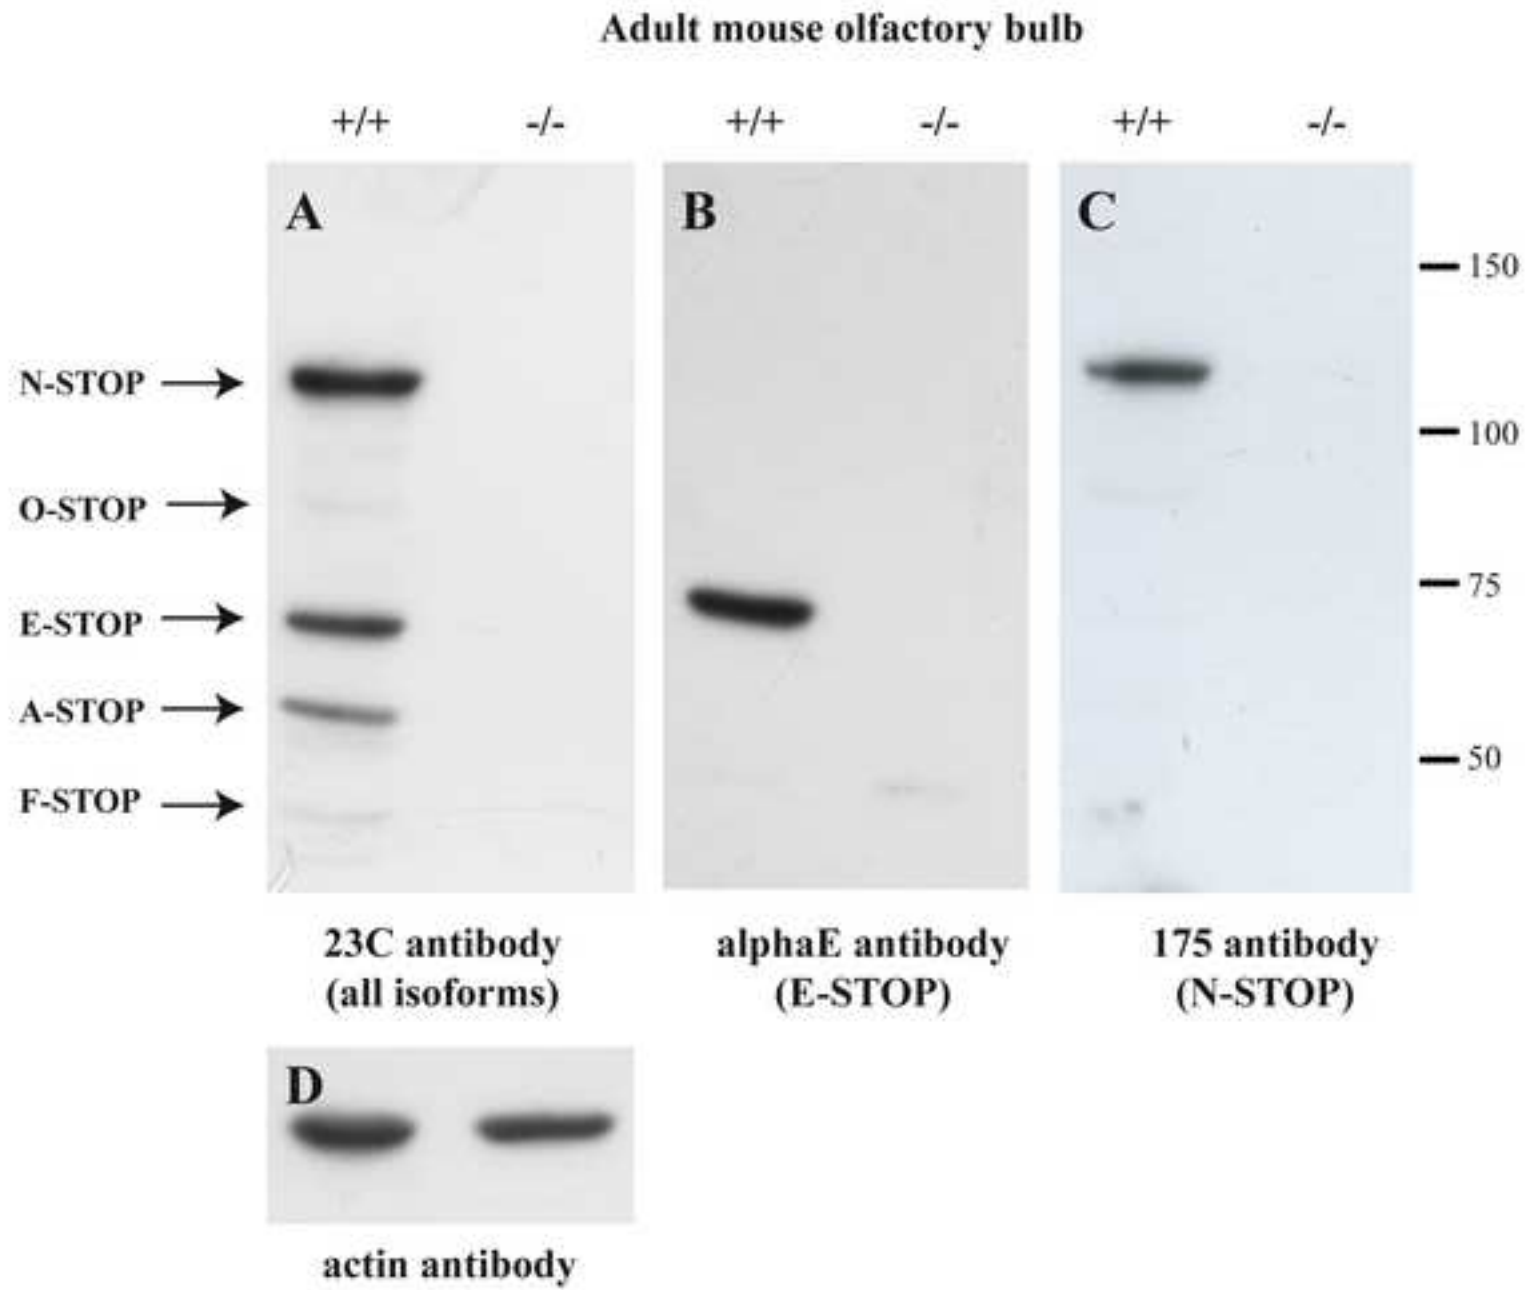 Adult mouse olfactory bulb
+/+ -/- +/+ -/- +/+ -/-
A B C
150
N-STOP
100
O-STOP
75
E-STOP
A-STOP
50
F-STOP
23C antibody alphaE antibody 175 antibody
(all isoforms) (E-STOP) (N-STOP)
D
actin antibody